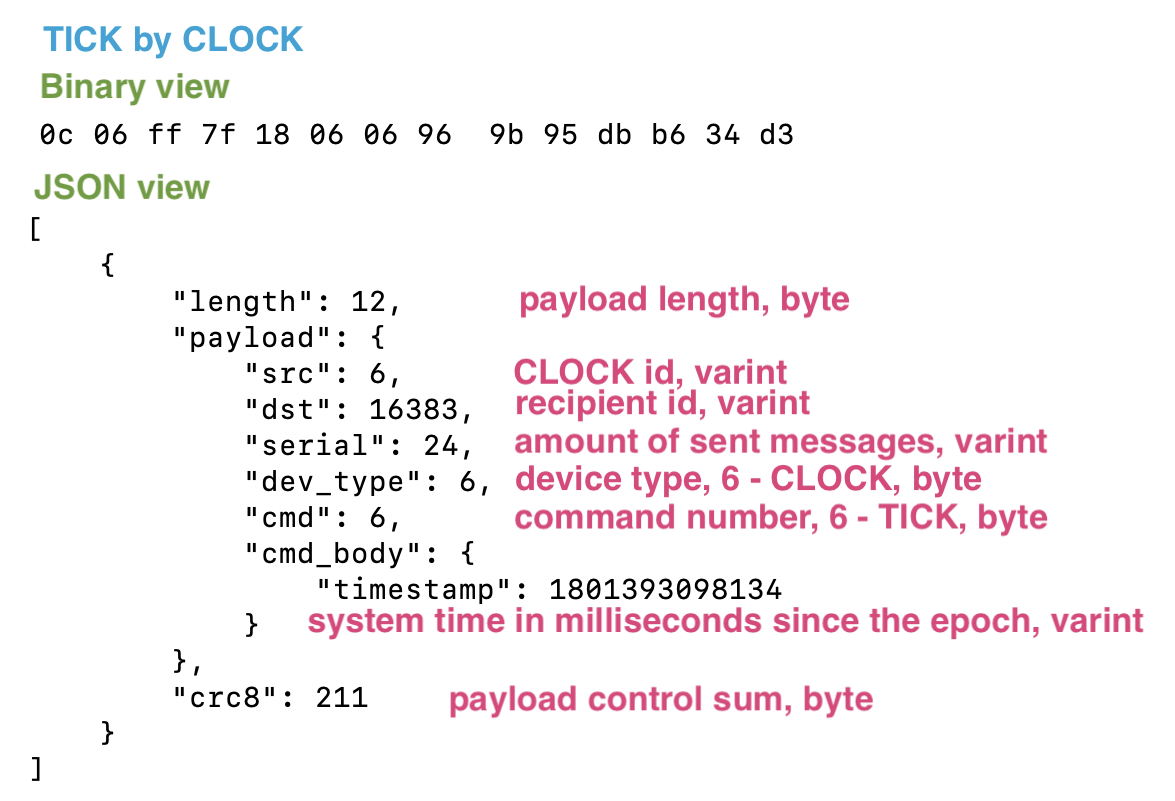 TICK by CLOCK
Binary view
0c 06 ff 7f 18 06 06 96  9b 95 db b6 34 d3
JSON view
[
    {
        "length": 12, payload length, byte
        "payload": {
            "src": 6, CLOCK id, varint
            "dst": 16383, recipient id, varint
            "serial": 24, amount of sent messages, varint
            "dev_type": 6, device type, 6 - CLOCK, byte
            "cmd": 6, command number, 6 - TICK, byte
            "cmd_body": {
                "timestamp": 1801393098134
            } system time in milliseconds since the epoch, varint
        },
        "crc8": 211 payload control sum, byte
    }
]